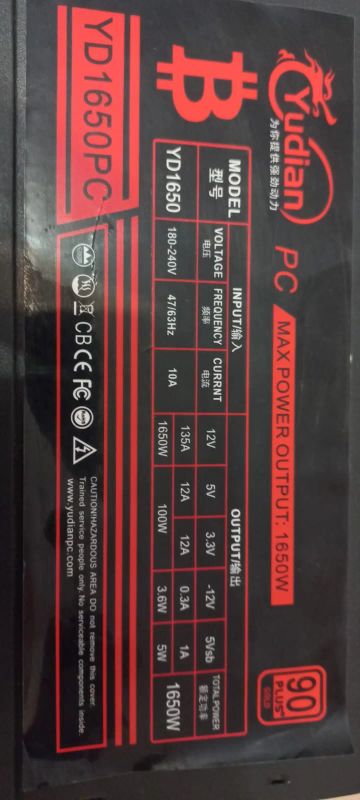 Yudian
为你提供强劲动力
PC
MAX POWER OUTPUT: 1650W
90
PLUS
GOLD
MODEL
型号
INPUT/输入
OUTPUT/输出
VOLTAGE
电压
FREQUENCY
频率
CURRNT
电流
12V
5V
3.3V
-12V
5Vsb
TOTALPOWER
额定功率
YD1650
180-240V
47/63Hz
10A
135A
12A
12A
0.3A
1A
1650W
1650W
100W
3.6W
5W
YD1650PC
CB CE FC
CAUTION!HAZARDOUS AREA DO not remove this cover.
Trained service people only. No serviceable components inside.
www.yudianpc.com